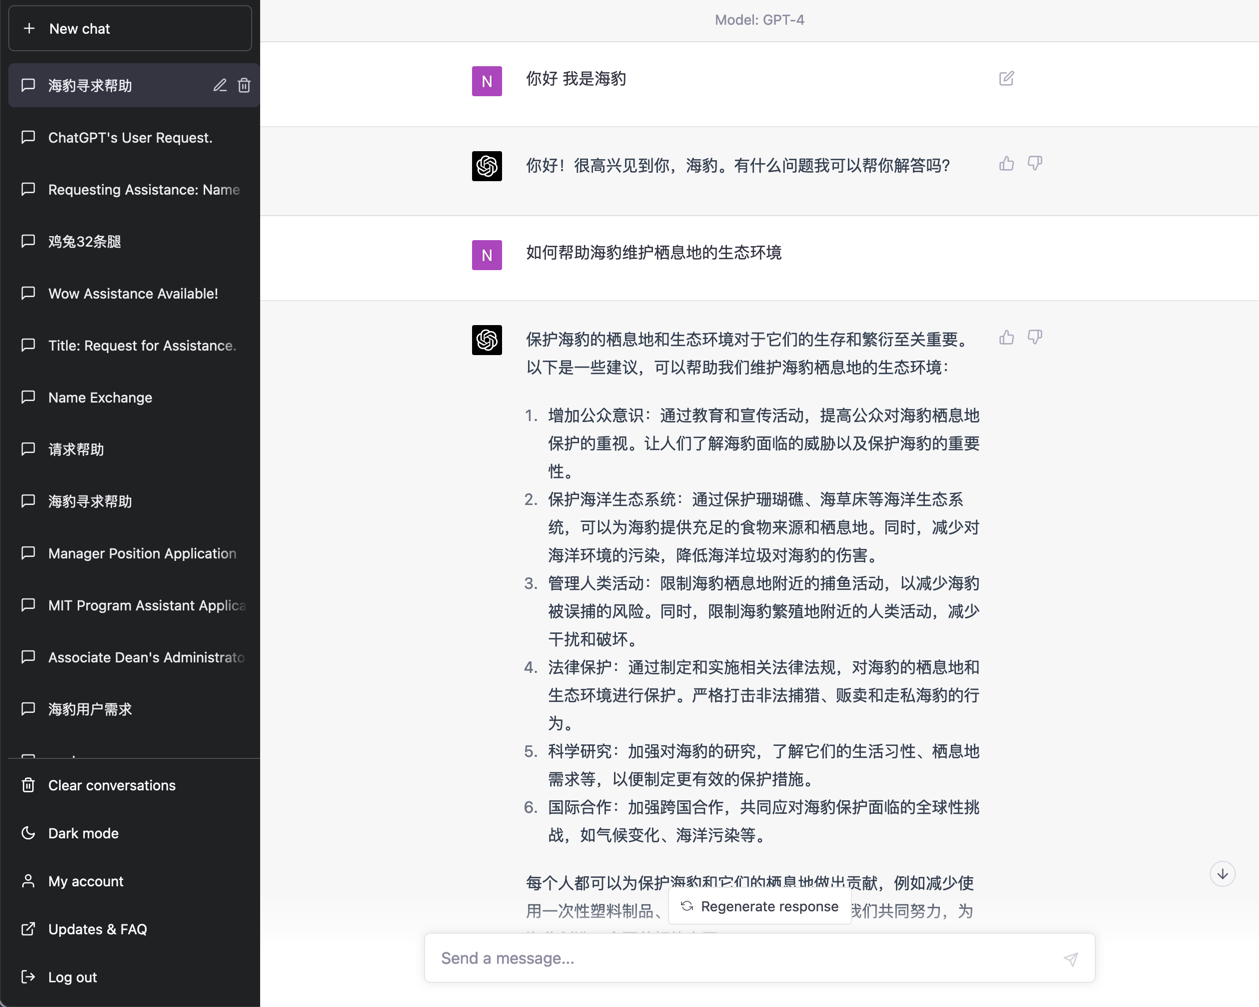 New chat
海豹寻求帮助
ChatGPT's User Request.
Requesting Assistance: Name
鸡兔32条腿
Wow Assistance Available!
Title: Request for Assistance.
Name Exchange
请求帮助
海豹寻求帮助
Manager Position Application
MIT Program Assistant Applica
Associate Dean's Administrato
海豹用户需求
Clear conversations
Dark mode
My account
Updates & FAQ
Log out
Model: GPT-4
N
你好 我是海豹
你好！很高兴见到你，海豹。有什么问题我可以帮你解答吗？
N
如何帮助海豹维护栖息地的生态环境
保护海豹的栖息地和生态环境对于它们的生存和繁衍至关重要。
以下是一些建议，可以帮助我们维护海豹栖息地的生态环境：
1. 增加公众意识：通过教育和宣传活动，提高公众对海豹栖息地
保护的重视。让人们了解海豹面临的威胁以及保护海豹的重要
性。
2. 保护海洋生态系统：通过保护珊瑚礁、海草床等海洋生态系
统，可以为海豹提供充足的食物来源和栖息地。同时，减少对
海洋环境的污染，降低海洋垃圾对海豹的伤害。
3. 管理人类活动：限制海豹栖息地附近的捕鱼活动，以减少海豹
被误捕的风险。同时，限制海豹繁殖地附近的人类活动，减少
干扰和破坏。
4. 法律保护：通过制定和实施相关法律法规，对海豹的栖息地和
生态环境进行保护。严格打击非法捕猎、贩卖和走私海豹的行
为。
5. 科学研究：加强对海豹的研究，了解它们的生活习性、栖息地
需求等，以便制定更有效的保护措施。
6. 国际合作：加强跨国合作，共同应对海豹保护面临的全球性挑
战，如气候变化、海洋污染等。
每个人都可以为保护海豹和它们的栖息地做出贡献，例如减少使
用一次性塑料制品、
我们共同努力，为
Regenerate response
Send a message...